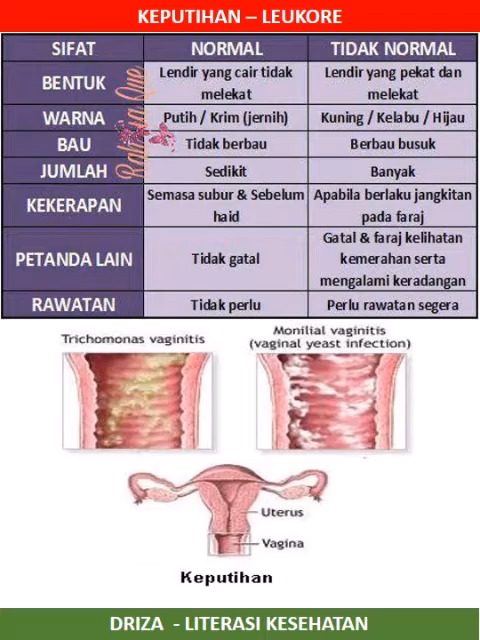 KEPUTIHAN – LEUKORE
SIFAT NORMAL TIDAK NORMAL
BENTUK Lendir yang cair tidak melekat Lendir yang pekat dan melekat
WARNA Putih / Krim (jernih) Kuning / Kelabu / Hijau
BAU Tidak berbau Berbau busuk
JUMLAH Sedikit Banyak
KEKERAPAN Semasa subur & Sebelum haid Apabila berlaku jangkitan pada faraj
PETANDA LAIN Tidak gatal Gatal & faraj kelihatan kemerahan serta mengalami keradangan
RAWATAN Tidak perlu Perlu rawatan segera
Trichomonas vaginitis
Monilial vaginitis
(vaginal yeast infection)
Uterus
Vagina
Keputihan
DRIZA - LITERASI KESEHATAN